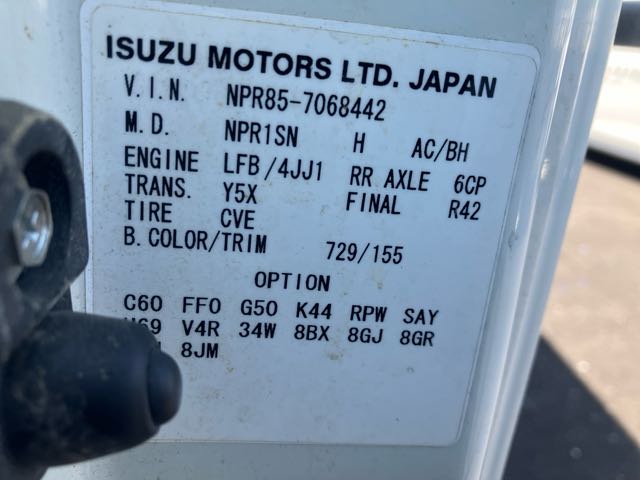 ISUZU MOTORS LTD. JAPAN
V.I.N. NPR85-7068442
M.D. NPR1SN H AC/BH
ENGINE LFB/4JJ1 RR AXLE 6CP
TRANS. Y5X FINAL R42
TIRE CVE
B.COLOR/TRIM 729/155
OPTION
C60 FF0 G50 K44 RPW SAY
V4R 34W 8BX 8GJ 8GR
8JM